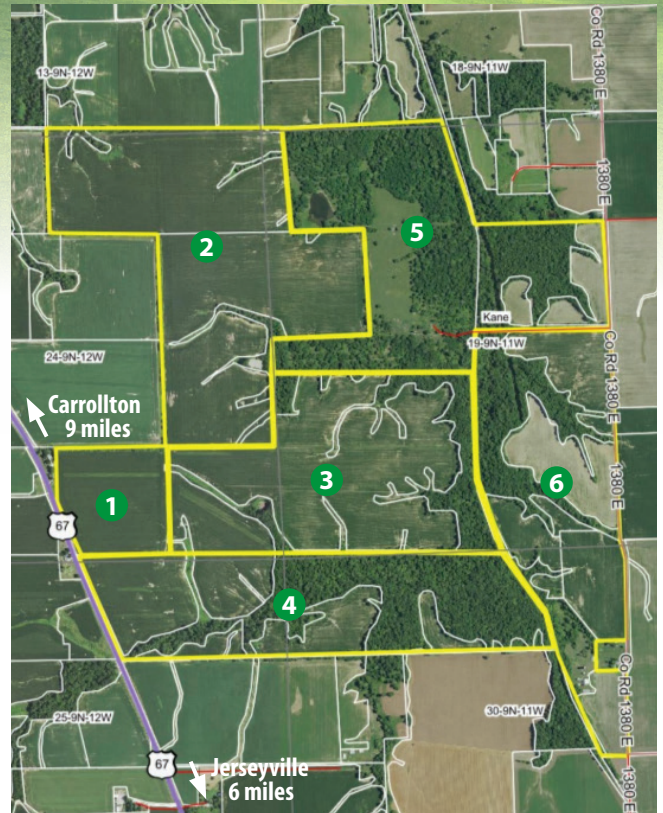 13-9N-12W
18-9N-11W
Co Rd 1380 E
1380 E
5
2
Kane
19-9N-11W
24-9N-12W
Co Rd 1380 E
Carrollton
9 miles
3
6
1380 E
1
67
4
Co Rd 1380 E
30-9N-11W
25-9N-12W
67
Jerseyville
6 miles
1380 E